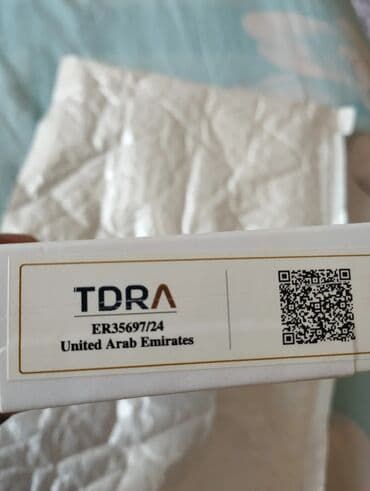 TDRA
ER35697/24
United Arab Emirates